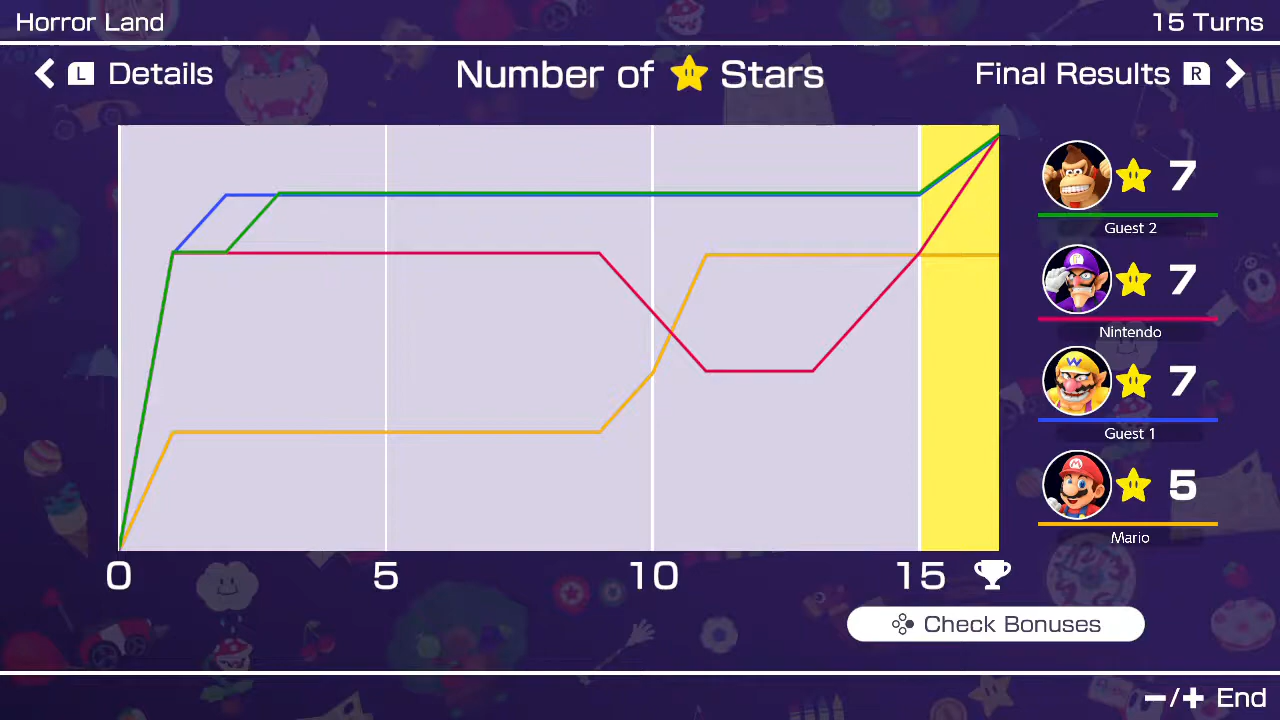 Horror Land
15 Turns
L Details
Number of Stars
Final Results R
7
Guest 2
7
Nintendo
7
Guest 1
5
Mario
0 5 10 15
Check Bonuses
−/+ End